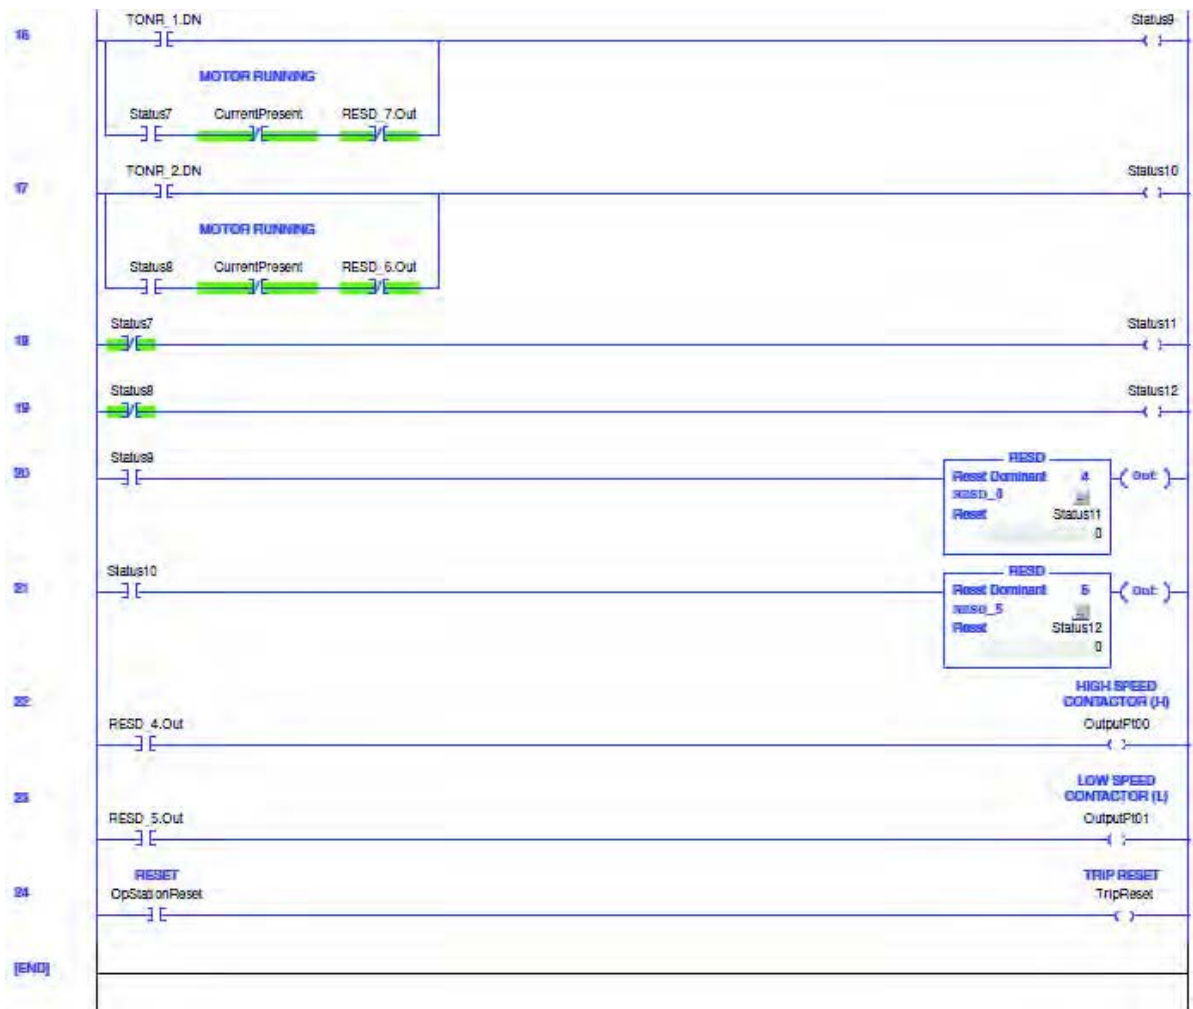 16
TONR_1.DN
Status9
MOTOR RUNNING
Status7 CurrentPresent RESD_7.Out
17
TONR_2.DN
Status10
MOTOR RUNNING
Status8 CurrentPresent RESD_6.Out
18
Status7
Status11
19
Status8
Status12
20
Status9
RESD
Reset Dominant 4
RESD_4
Out
Reset Status11
0
21
Status10
RESD
Reset Dominant 5
RESD_5
Out
Reset Status12
0
22
HIGH SPEED
CONTACTOR (H)
RESD_4.Out
OutputPt00
23
LOW SPEED
CONTACTOR (L)
RESD_5.Out
OutputPt01
24
RESET
TRIP RESET
OpStationReset
TripReset
[END]